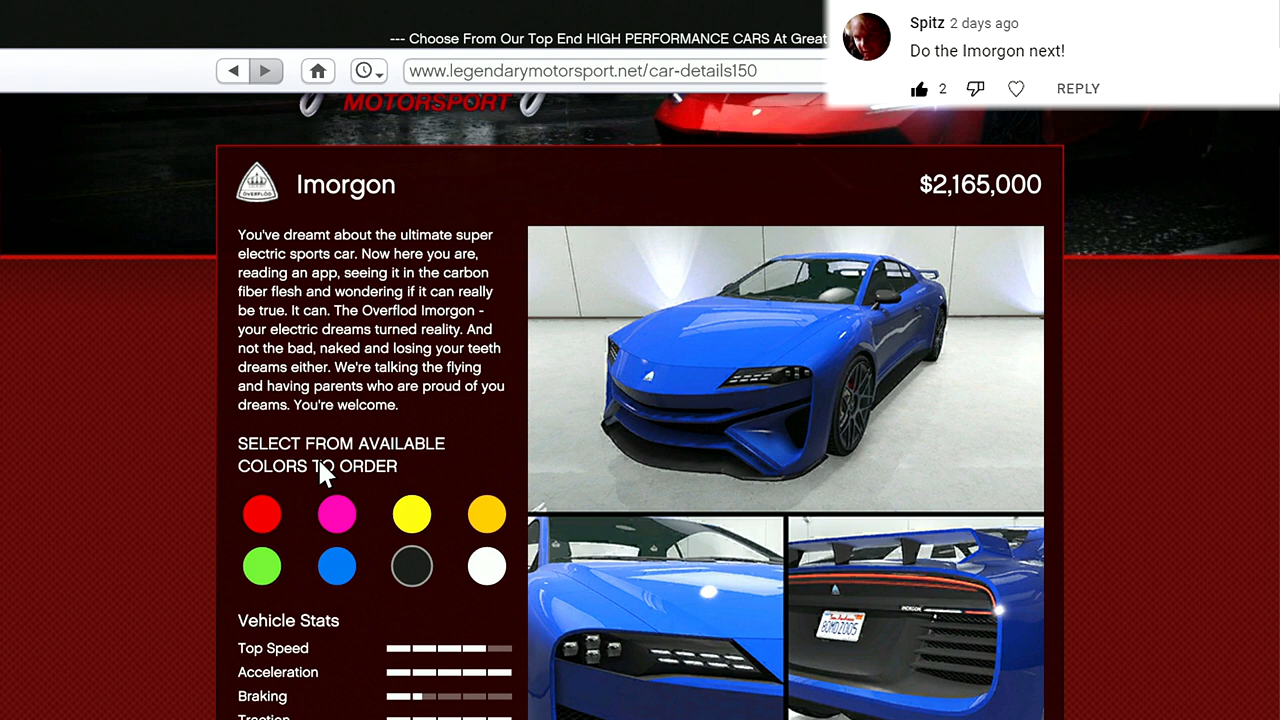 --- Choose From Our Top End HIGH PERFORMANCE CARS At Great
Spitz 2 days ago
Do the Imorgon next!
2
REPLY
www.legendarymotorsport.net/car-details150
MOTORSPORT
OVERFLOD
Imorgon
$2,165,000
You've dreamt about the ultimate super
electric sports car. Now here you are,
reading an app, seeing it in the carbon
fiber flesh and wondering if it can really
be true. It can. The Overflod Imorgon -
your electric dreams turned reality. And
not the bad, naked and losing your teeth
dreams either. We're talking the flying
and having parents who are proud of you
dreams. You're welcome.
SELECT FROM AVAILABLE
COLORS TO ORDER
Vehicle Stats
Top Speed
Acceleration
Braking
Traction
IMORGON
80MDZ005